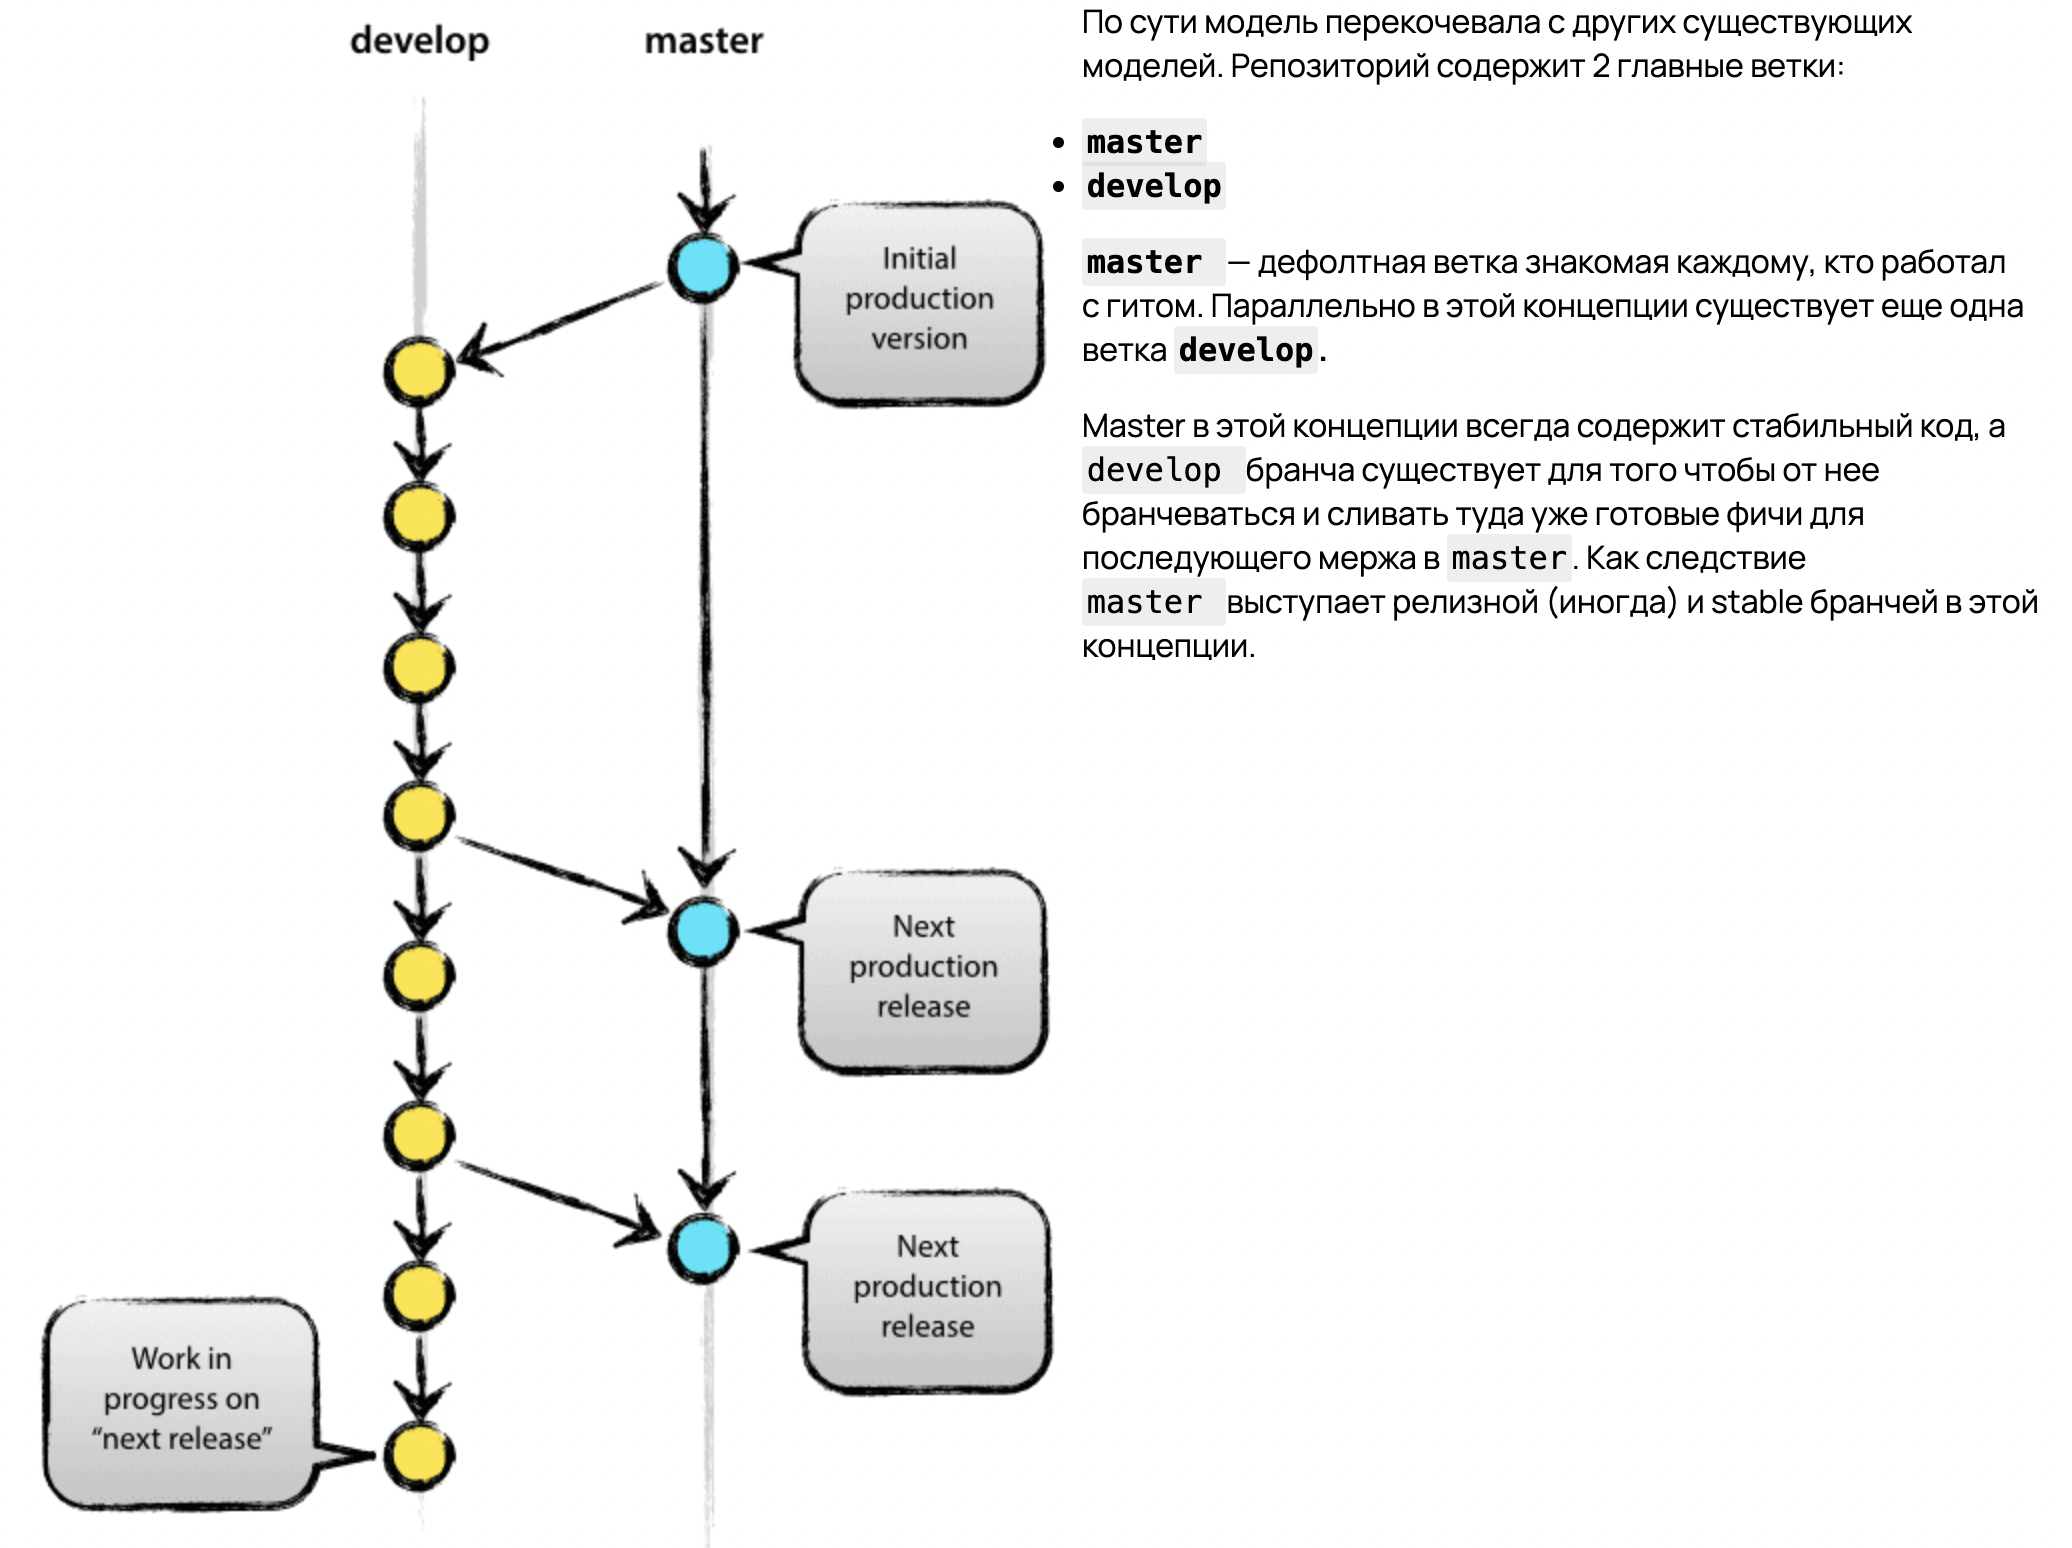 develop
master
Initial
production
version
Next
production
release
Next
production
release
Work in
progress on
“next release”
По сути модель перекочевала с других существующих
моделей. Репозиторий содержит 2 главные ветки:
• master
• develop
master — дефолтная ветка знакомая каждому, кто работал
с гитом. Параллельно в этой концепции существует еще одна
ветка develop.
Master в этой концепции всегда содержит стабильный код, а
develop бранча существует для того чтобы от нее
бранчеваться и сливать туда уже готовые фичи для
последующего мержа в master. Как следствие
master выступает релизной (иногда) и stable бранчей в этой
концепции.